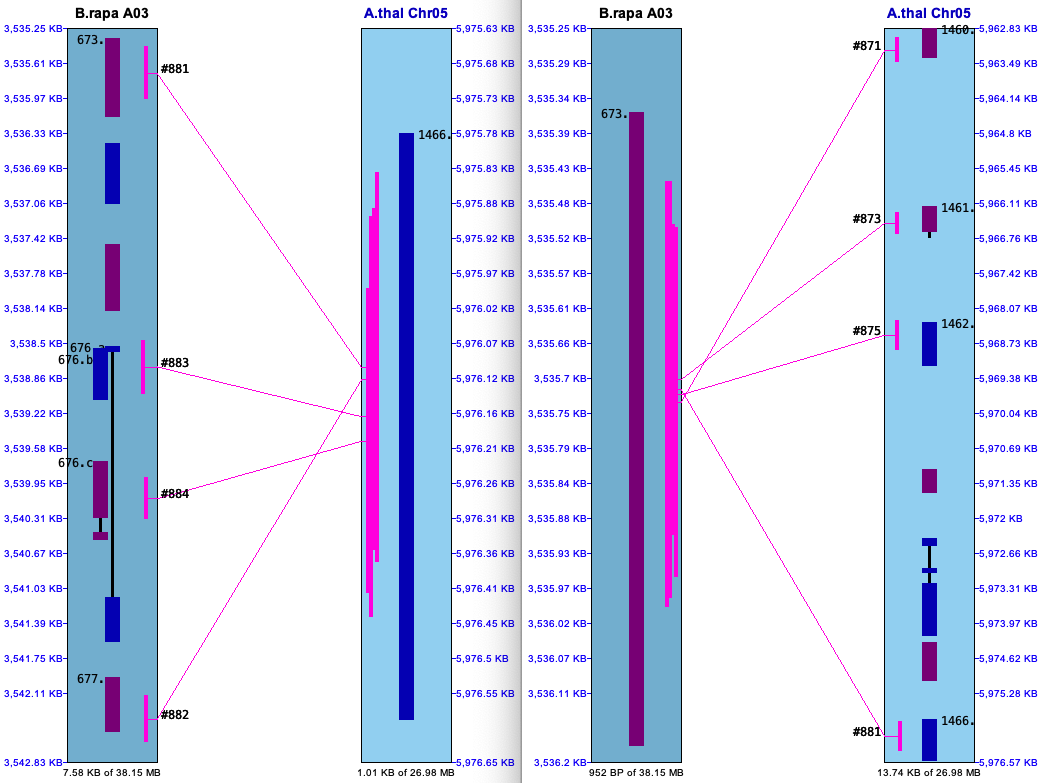 B.rapa A03
A.thal Chr05
3,535.25 KB
3,535.61 KB
3,535.97 KB
3,536.33 KB
3,536.69 KB
3,537.06 KB
3,537.42 KB
3,537.78 KB
3,538.14 KB
3,538.5 KB
3,538.86 KB
3,539.22 KB
3,539.58 KB
3,539.95 KB
3,540.31 KB
3,540.67 KB
3,541.03 KB
3,541.39 KB
3,541.75 KB
3,542.11 KB
3,542.83 KB
673.
676.
676.b
676.c
677.
#881
#883
#884
#882
1466.
5,975.63 KB
5,975.68 KB
5,975.73 KB
5,975.78 KB
5,975.83 KB
5,975.88 KB
5,975.92 KB
5,975.97 KB
5,976.02 KB
5,976.07 KB
5,976.12 KB
5,976.16 KB
5,976.21 KB
5,976.26 KB
5,976.31 KB
5,976.36 KB
5,976.41 KB
5,976.45 KB
5,976.5 KB
5,976.55 KB
5,976.65 KB
7.58 KB of 38.15 MB
1.01 KB of 26.98 MB
B.rapa A03
A.thal Chr05
3,535.25 KB
3,535.29 KB
3,535.34 KB
3,535.39 KB
3,535.43 KB
3,535.48 KB
3,535.52 KB
3,535.57 KB
3,535.61 KB
3,535.66 KB
3,535.7 KB
3,535.75 KB
3,535.79 KB
3,535.84 KB
3,535.88 KB
3,535.93 KB
3,535.97 KB
3,536.02 KB
3,536.07 KB
3,536.11 KB
3,536.2 KB
673.
#871
#873
#875
#881
1460.
1461.
1462.
1466.
5,962.83 KB
5,963.49 KB
5,964.14 KB
5,964.8 KB
5,965.45 KB
5,966.11 KB
5,966.76 KB
5,967.42 KB
5,968.07 KB
5,968.73 KB
5,969.38 KB
5,970.04 KB
5,970.69 KB
5,971.35 KB
5,972 KB
5,972.66 KB
5,973.31 KB
5,973.97 KB
5,974.62 KB
5,975.28 KB
5,976.57 KB
952 BP of 38.15 MB
13.74 KB of 26.98 MB